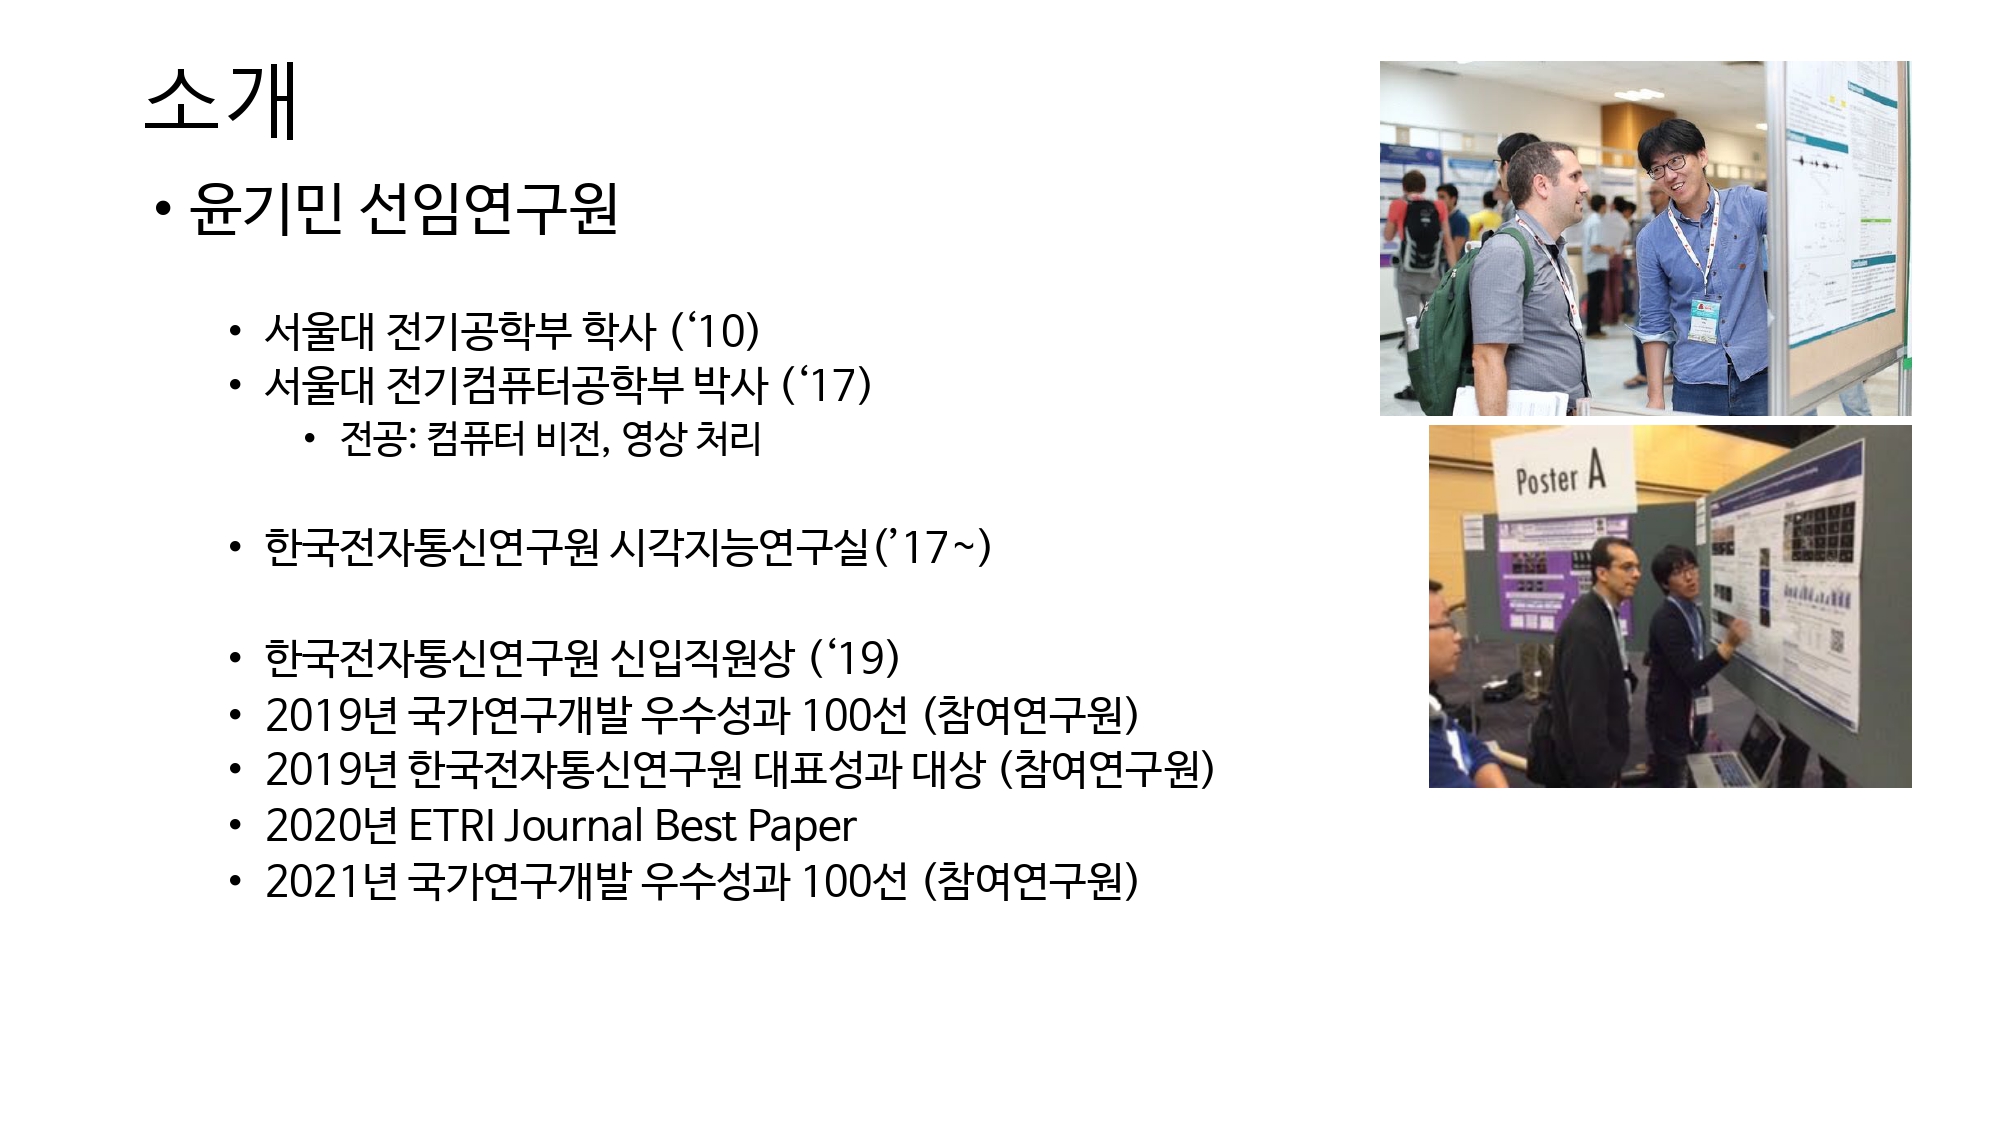 소개
• 윤기민 선임연구원
• 서울대 전기공학부 학사 (‘10)
• 서울대 전기컴퓨터공학부 박사 (‘17)
• 전공: 컴퓨터 비전, 영상 처리
• 한국전자통신연구원 시각지능연구실(’17~)
• 한국전자통신연구원 신입직원상 (‘19)
• 2019년 국가연구개발 우수성과 100선 (참여연구원)
• 2019년 한국전자통신연구원 대표성과 대상 (참여연구원)
• 2020년 ETRI Journal Best Paper
• 2021년 국가연구개발 우수성과 100선 (참여연구원)
Poster A